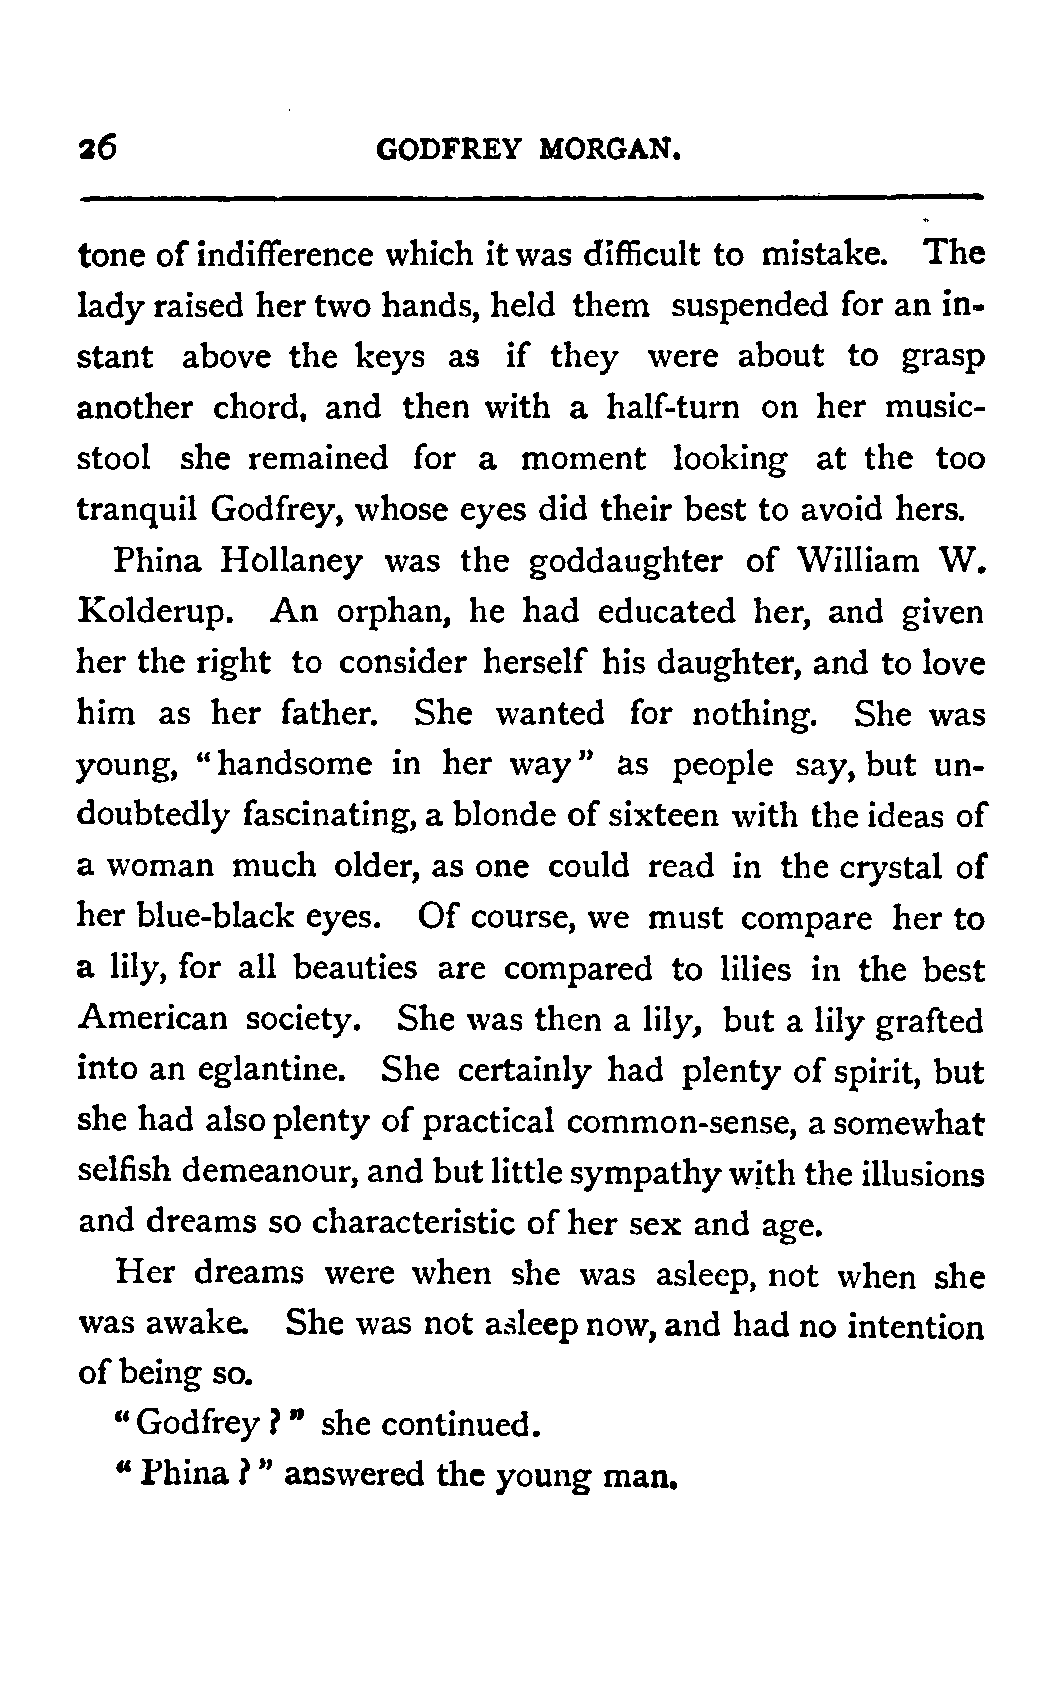 26 GODFREY MORGAN.
tone of indifference which it was difficult to mistake. The
lady raised her two hands, held them suspended for an in-
stant above the keys as if they were about to grasp
another chord, and then with a half-turn on her music-
stool she remained for a moment looking at the too
tranquil Godfrey, whose eyes did their best to avoid hers.
Phina Hollaney was the goddaughter of William W.
Kolderup. An orphan, he had educated her, and given
her the right to consider herself his daughter, and to love
him as her father. She wanted for nothing. She was
young, "handsome in her way" as people say, but un-
doubtedly fascinating, a blonde of sixteen with the ideas of
a woman much older, as one could read in the crystal of
her blue-black eyes. Of course, we must compare her to
a lily, for all beauties are compared to lilies in the best
American society. She was then a lily, but a lily grafted
into an eglantine. She certainly had plenty of spirit, but
she had also plenty of practical common-sense, a somewhat
selfish demeanour, and but little sympathy with the illusions
and dreams so characteristic of her sex and age.
Her dreams were when she was asleep, not when she
was awake. She was not asleep now, and had no intention
of being so.
"Godfrey?" she continued.
"Phina?" answered the young man.